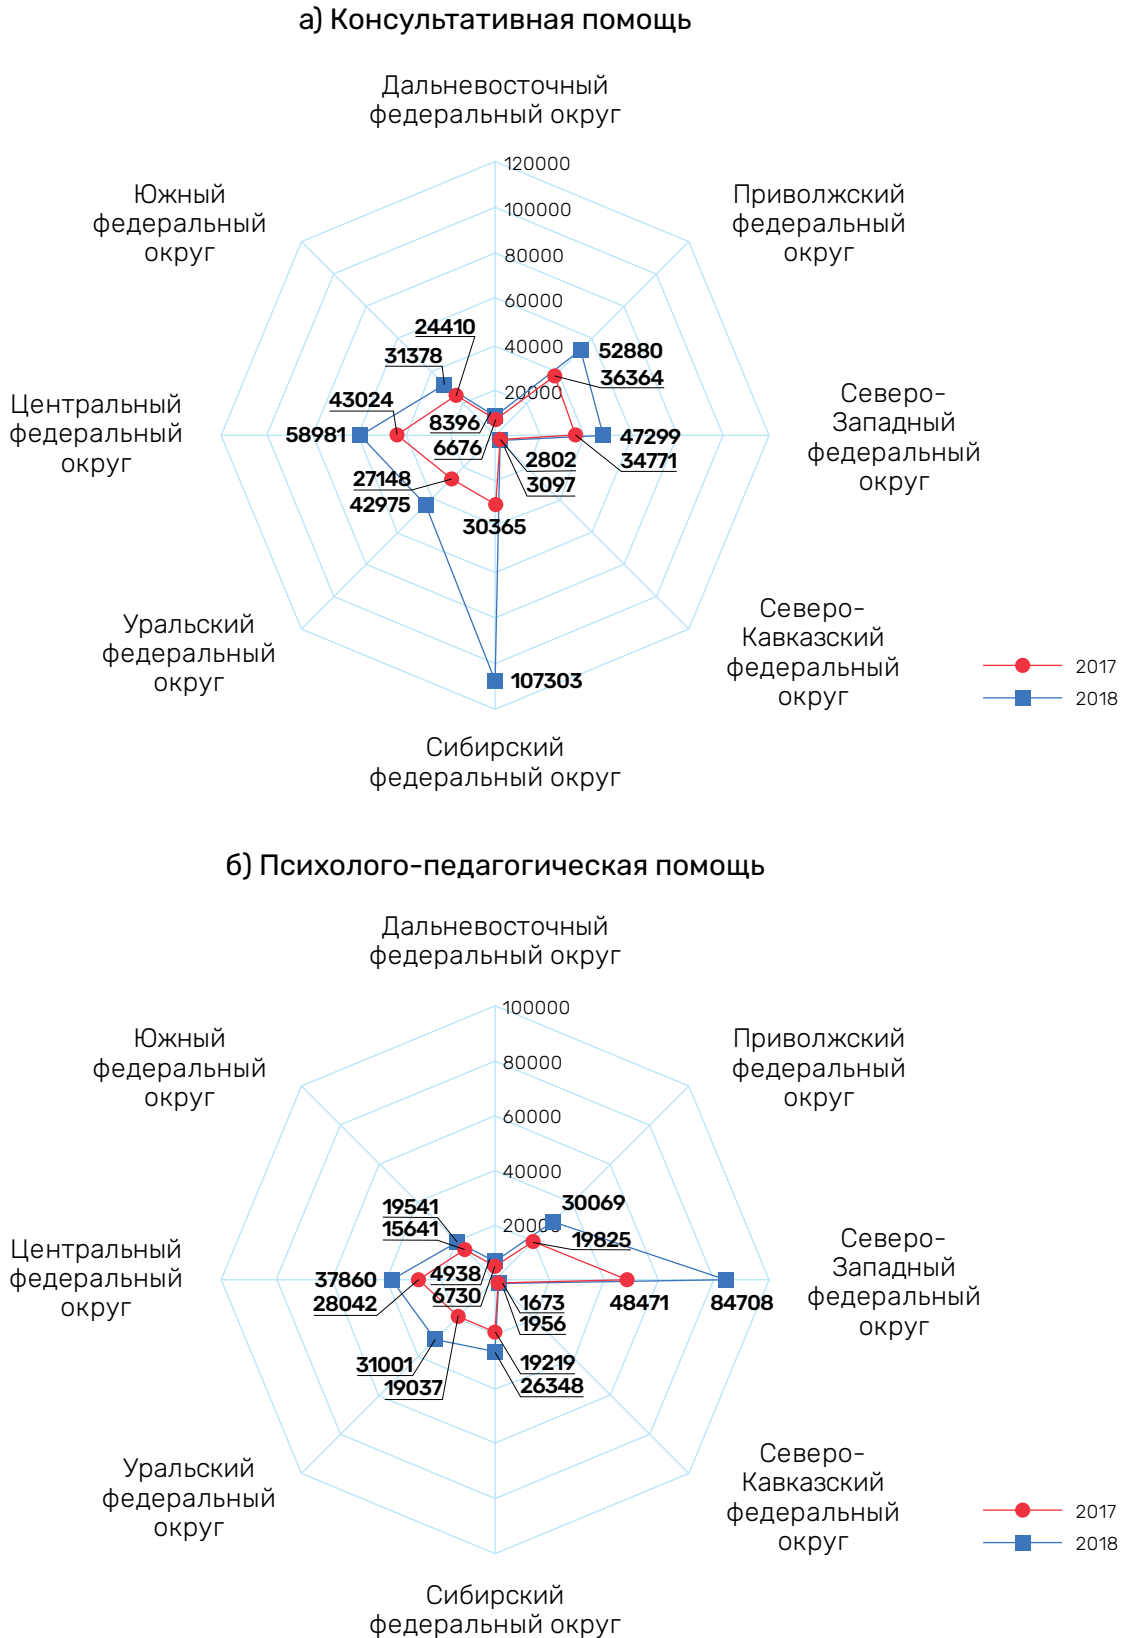 а) Консультативная помощь
Дальневосточный
федеральный округ
120000
100000
80000
60000
40000
20000
Приволжский
федеральный
округ
Северо-
Западный
федеральный
округ
Северо-
Кавказский
федеральный
округ
Сибирский
федеральный округ
Уральский
федеральный
округ
Центральный
федеральный
округ
Южный
федеральный
округ
24410
31378
43024
58981
27148
42975
8396
6676
52880
36364
47299
34771
2802
3097
30365
107303
2017
2018
б) Психолого-педагогическая помощь
Дальневосточный
федеральный округ
100000
80000
60000
40000
20000
Приволжский
федеральный
округ
Северо-
Западный
федеральный
округ
Северо-
Кавказский
федеральный
округ
Сибирский
федеральный округ
Уральский
федеральный
округ
Центральный
федеральный
округ
Южный
федеральный
округ
19541
15641
37860
28042
4938
6730
30069
19825
48471
84708
1673
1956
19219
26348
31001
19037
2017
2018